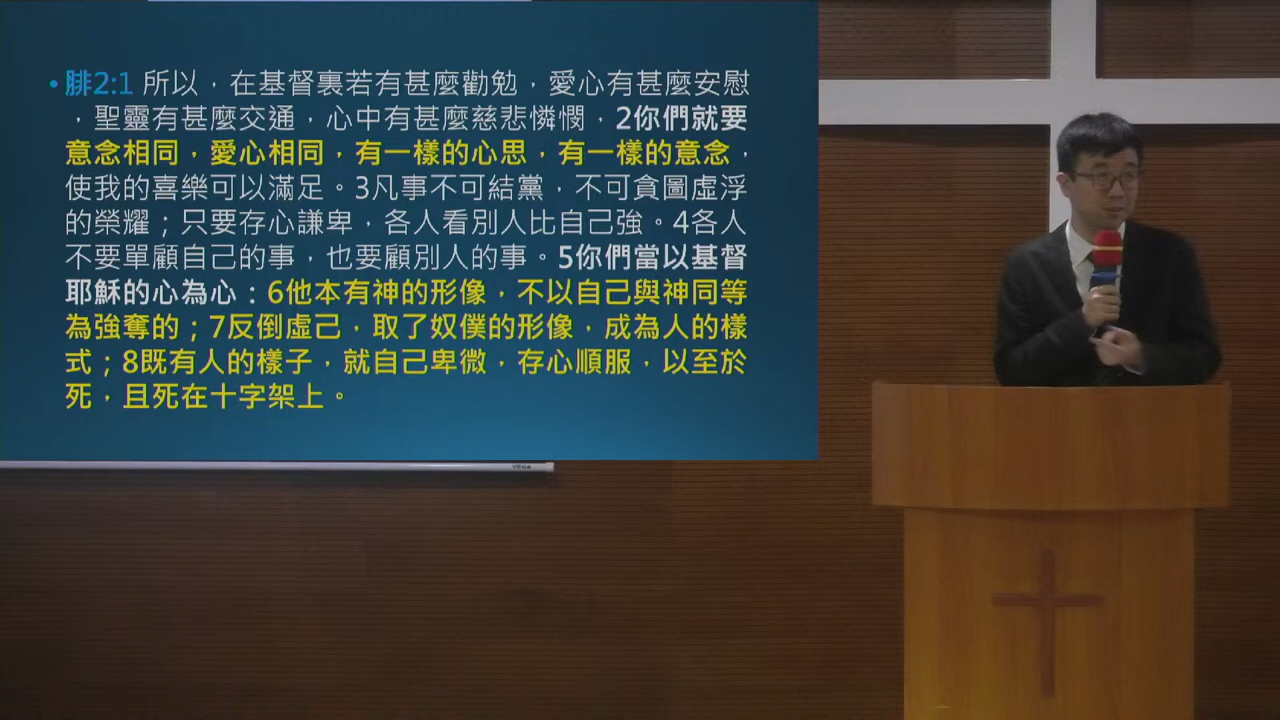 • 腓2:1 所以，在基督裏若有甚麼勸勉，愛心有甚麼安慰
，聖靈有甚麼交通，心中有甚麼慈悲憐憫，2你們就要
意念相同，愛心相同，有一樣的心思，有一樣的意念，
使我的喜樂可以滿足。3凡事不可結黨，不可貪圖虛浮
的榮耀；只要存心謙卑，各人看別人比自己強。4各人
不要單顧自己的事，也要顧別人的事。5你們當以基督
耶穌的心為心：6他本有神的形像，不以自己與神同等
為強奪的；7反倒虛己，取了奴僕的形像，成為人的樣
式；8既有人的樣子，就自己卑微，存心順服，以至於
死，且死在十字架上。
VEGA